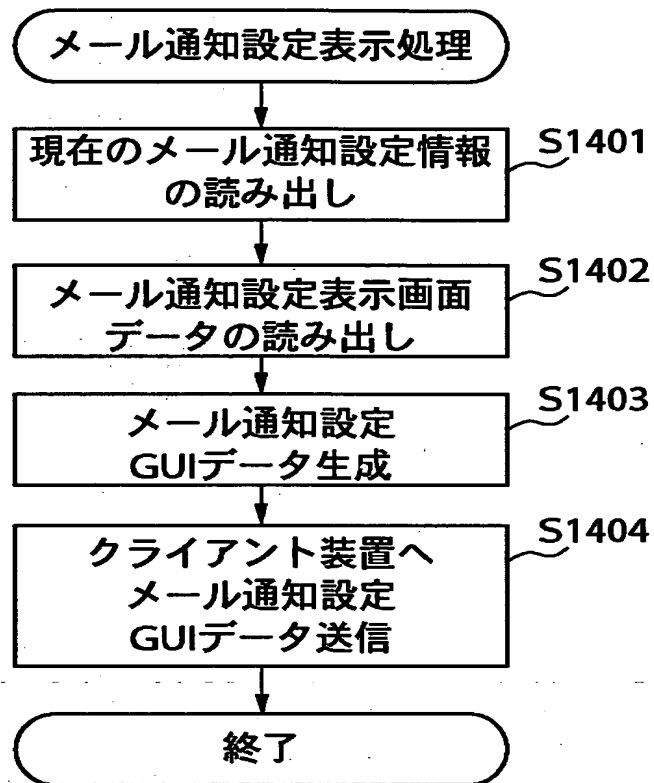 メール通知設定表示処理
現在のメール通知設定情報
の読み出し
S1401
メール通知設定表示画面
データの読み出し
S1402
メール通知設定
GUIデータ生成
S1403
クライアント装置へ
メール通知設定
GUIデータ送信
S1404
終了